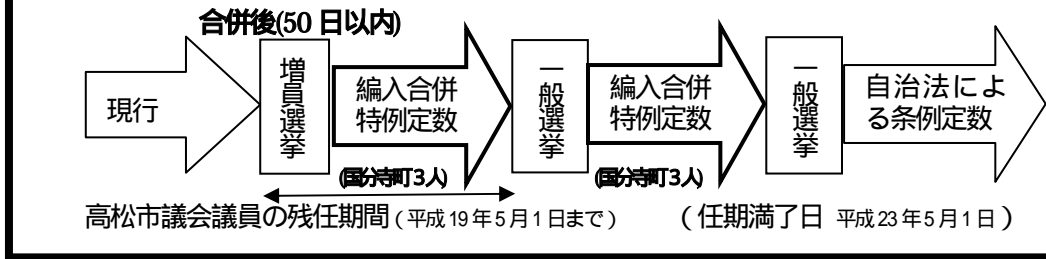 合併後(50 日以内)
現行
増員選挙
編入合併
特例定数
一般選挙
編入合併
特例定数
一般選挙
自治法によ
る条例定数
(国分寺町3人)
(国分寺町3人)
高松市議会議員の残任期間(平成19年5月1日まで)
(任期満了日 平成23年5月1日)